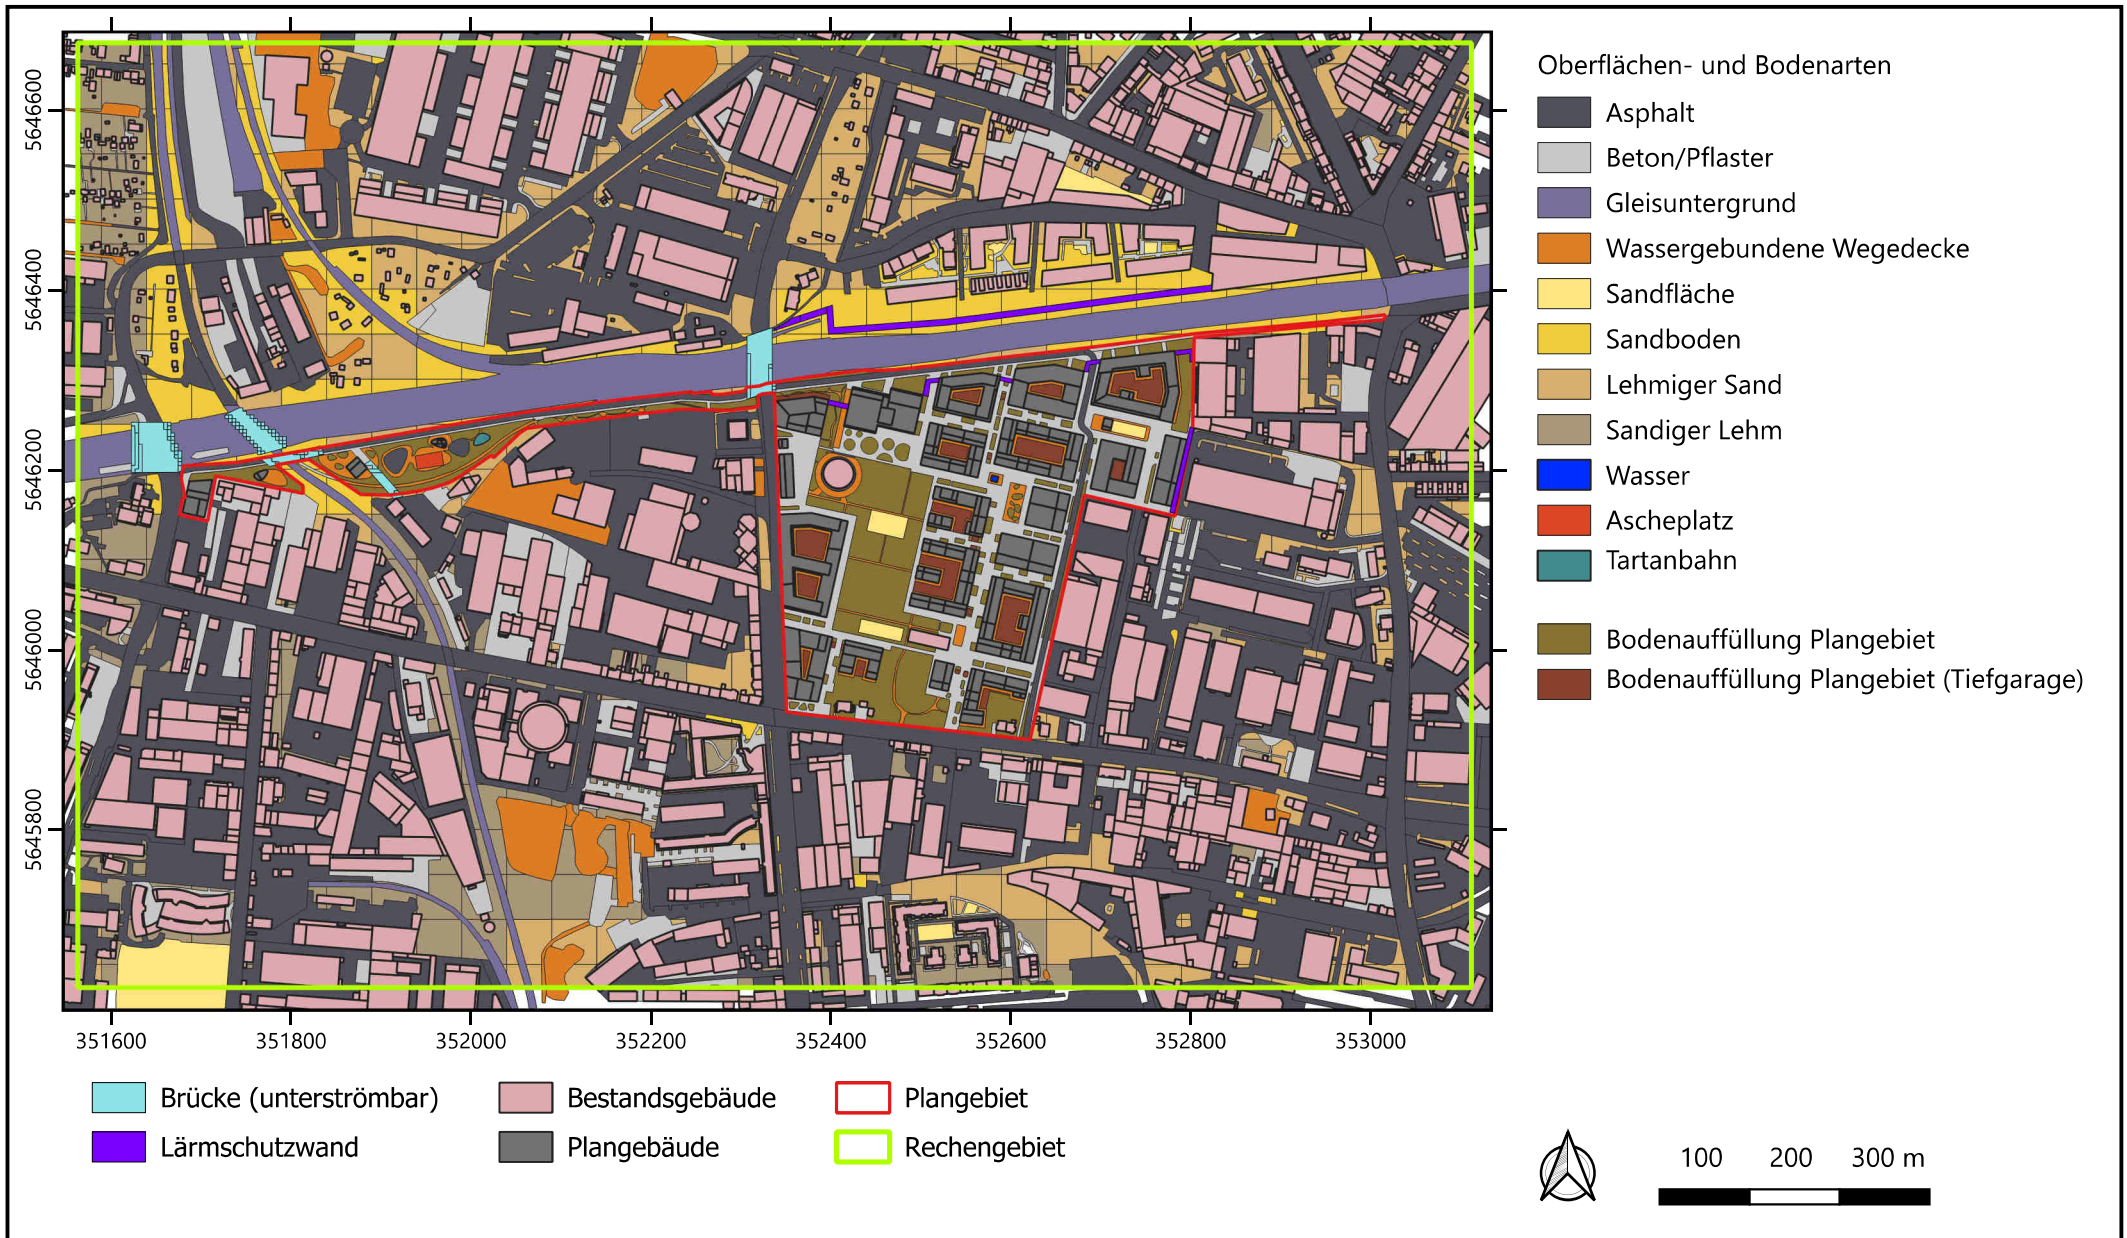 Oberflächen- und Bodenarten
Asphalt
Beton/Pflaster
Gleisuntergrund
Wassergebundene Wegedecke
Sandfläche
Sandboden
Lehmiger Sand
Sandiger Lehm
Wasser
Ascheplatz
Tartanbahn
Bodenauffüllung Plangebiet
Bodenauffüllung Plangebiet (Tiefgarage)
5646600
5646400
5646200
5646000
5645800
351600 351800 352000 352200 352400 352600 352800 353000
Brücke (unterströmbar) Bestandsgebäude Plangebiet
Lärmschutzwand Plangebäude Rechengebiet
100 200 300 m